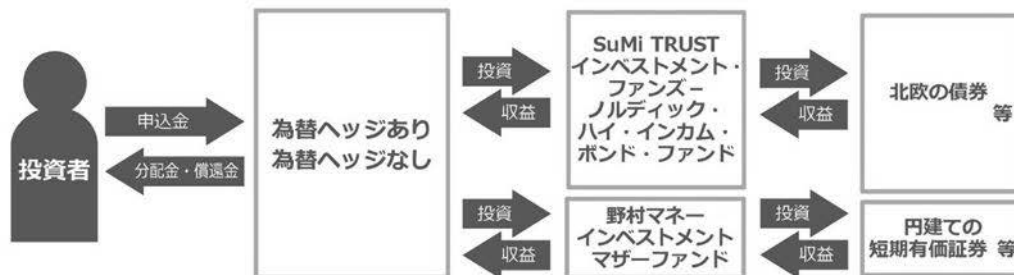 投資者
申込金
分配金・償還金
為替ヘッジあり
為替ヘッジなし
投資
収益
SuMi TRUST
インベストメント・
ファンズ－
ノルディック・
ハイ・インカム・
ボンド・ファンド
投資
収益
北欧の債券
等
投資
収益
野村マネー
インベストメント
マザーファンド
投資
収益
円建ての
短期有価証券 等